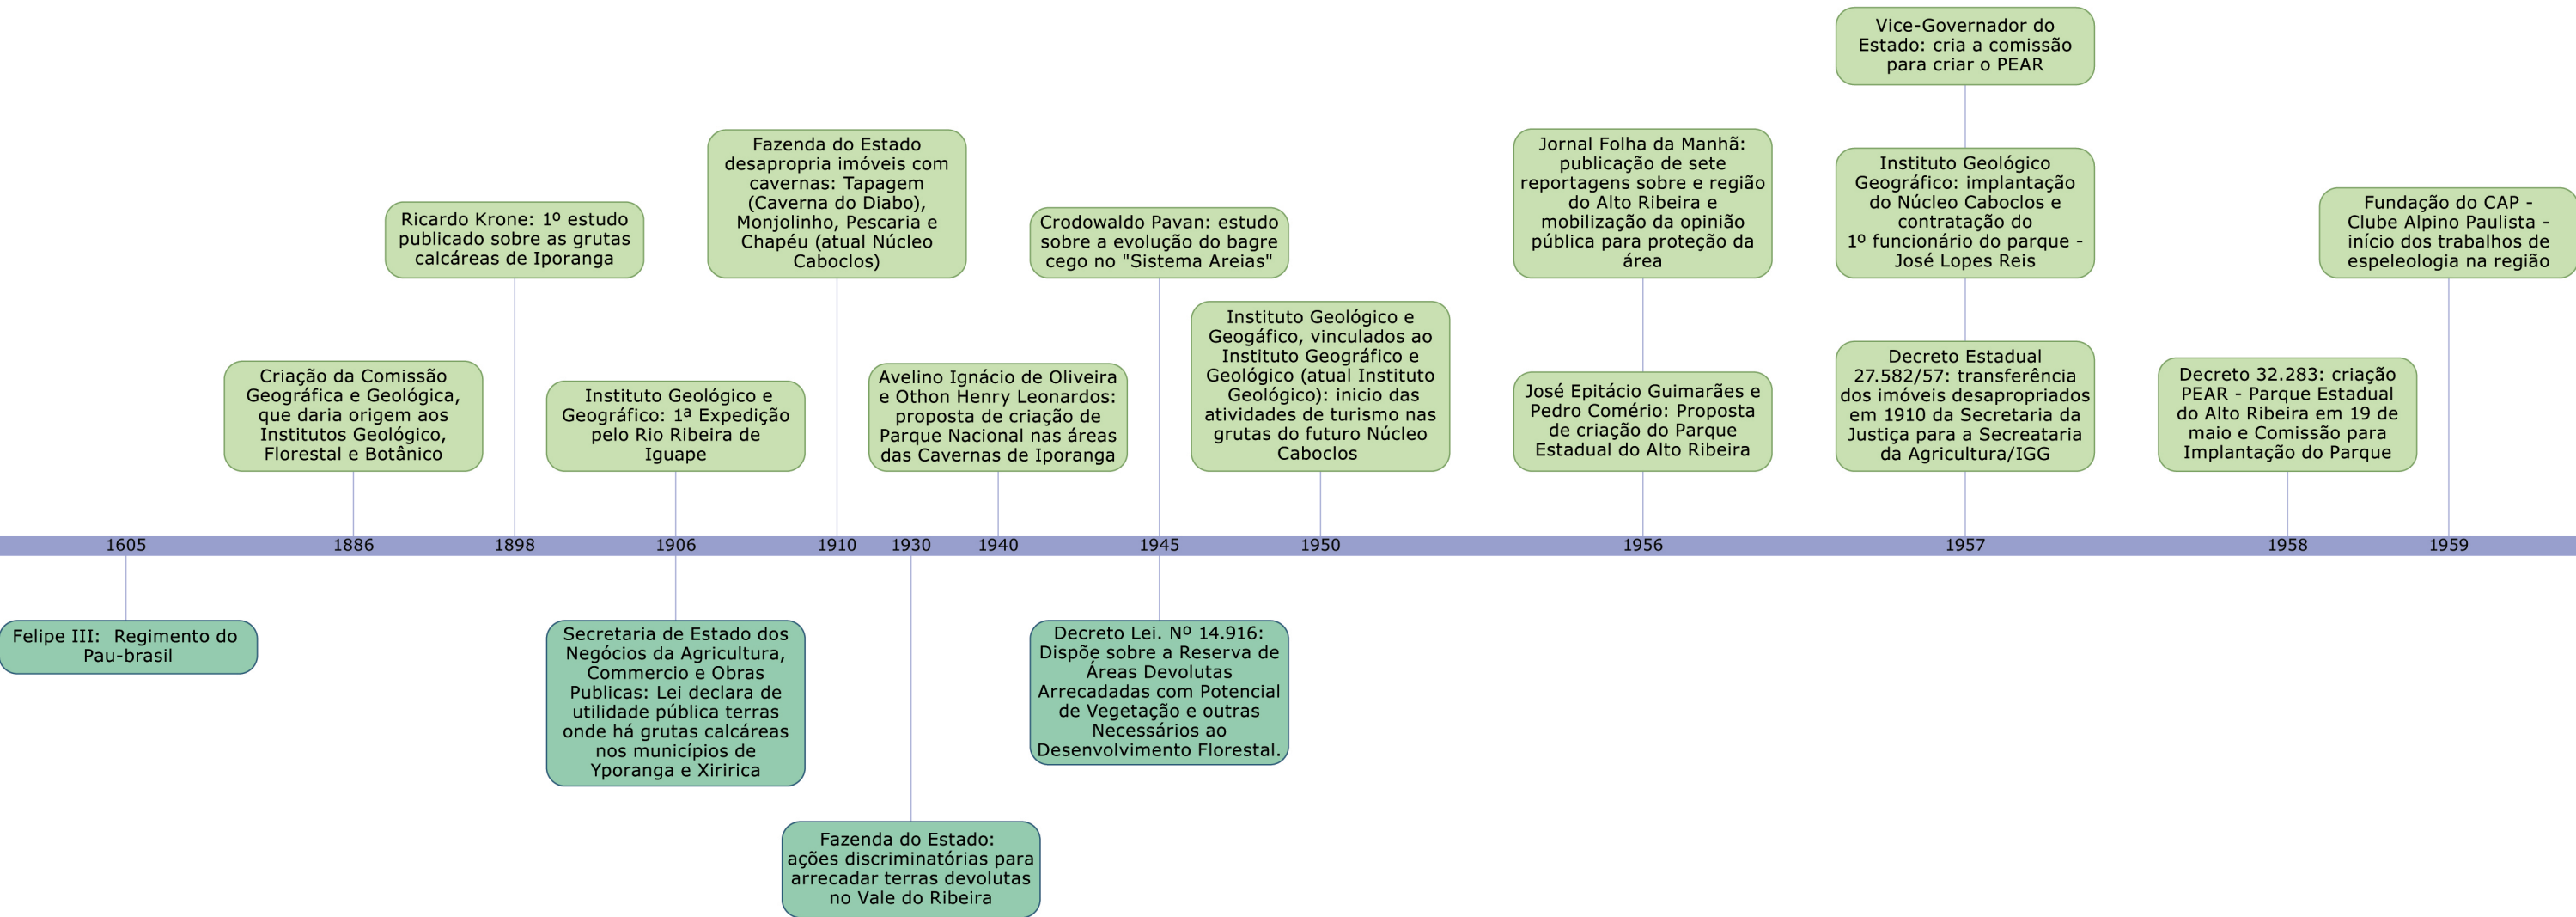 Vice-Governador do
Estado: cria a comissão
para criar o PEAR
Fazenda do Estado
desapropria imóveis com
cavernas: Tapagem
(Caverna do Diabo),
Monjolinho, Pescaria e
Chapéu (atual Núcleo
Caboclos)
Jornal Folha da Manhã:
publicação de sete
reportagens sobre e região
do Alto Ribeira e
mobilização da opinião
pública para proteção da
área
Instituto Geológico
Geográfico: implantação
do Núcleo Caboclos e
contratação do
1º funcionário do parque -
José Lopes Reis
Ricardo Krone: 1º estudo
publicado sobre as grutas
calcáreas de Iporanga
Crodowaldo Pavan: estudo
sobre a evolução do bagre
cego no "Sistema Areias"
Fundação do CAP -
Clube Alpino Paulista -
início dos trabalhos de
espeleologia na região
Criação da Comissão
Geográfica e Geológica,
que daria origem aos
Institutos Geológico,
Florestal e Botânico
Instituto Geológico e
Geográfico: 1ª Expedição
pelo Rio Ribeira de
Iguape
Avelino Ignácio de Oliveira
e Othon Henry Leonardos:
proposta de criação de
Parque Nacional nas áreas
das Cavernas de Iporanga
Instituto Geológico e
Geogáfico, vinculados ao
Instituto Geográfico e
Geológico (atual Instituto
Geológico): inicio das
atividades de turismo nas
grutas do futuro Núcleo
Caboclos
José Epitácio Guimarães e
Pedro Comério: Proposta
de criação do Parque
Estadual do Alto Ribeira
Decreto Estadual
27.582/57: transferência
dos imóveis desapropriados
em 1910 da Secretaria da
Justiça para a Secreataria
da Agricultura/IGG
Decreto 32.283: criação
PEAR - Parque Estadual
do Alto Ribeira em 19 de
maio e Comissão para
Implantação do Parque
1605 1886 1898 1906 1910 1930 1940 1945 1950 1956 1957 1958 1959
Felipe III:  Regimento do
Pau-brasil
Secretaria de Estado dos
Negócios da Agricultura,
Commercio e Obras
Publicas: Lei declara de
utilidade pública terras
onde há grutas calcáreas
nos municípios de
Yporanga e Xiririca
Decreto Lei. Nº 14.916:
Dispõe sobre a Reserva de
Áreas Devolutas
Arrecadadas com Potencial
de Vegetação e outras
Necessários ao
Desenvolvimento Florestal.
Fazenda do Estado:
ações discriminatórias para
arrecadar terras devolutas
no Vale do Ribeira